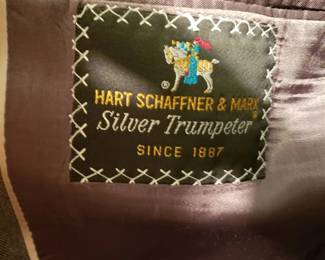 ®
HART SCHAFFNER & MARX
®
Silver Trumpeter
SINCE 1887